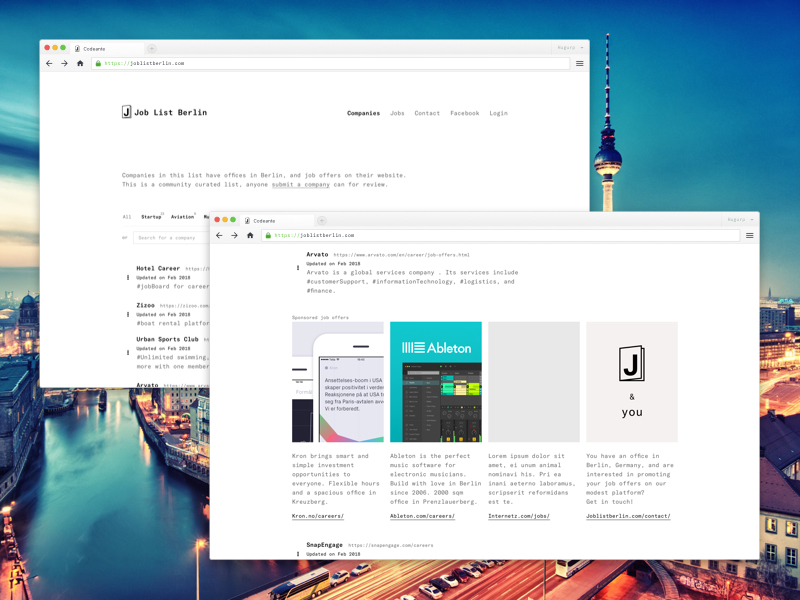 Codeante
https://joblistberlin.com
J Job List Berlin
Companies Jobs Contact Facebook Login
Companies in this list have offices in Berlin, and job offers on their website.
This is a community curated list, anyone submit a company can for review.
All Startup Aviation
or Search for a company
Hotel Career
Updated on Feb 2018
#jobBoard for career
Zizoo https://zizoo.com
Updated on Feb 2018
#boat rental platfor
Urban Sports Club
Updated on Feb 2018
#Unlimited swimming,
more with one member
Arvato https://www.arva
Codeante
https://joblistberlin.com
Arvato https://www.arvato.com/en/career/job-offers.html
Updated on Feb 2018
Arvato is a global services company . Its services include
#customerSupport, #informationTechnology, #logistics, and
#finance.
Sponsored job offers
Ansettelses-boom i USA
skaper positivitet i verden
Reaksjonene på at USA
seg fra Paris-avtalen
Vi er forberedt.
Ableton
J
&
you
Kron brings smart and
simple investment
opportunities to
everyone. Flexible hours
and a spacious office in
Kreuzberg.
Kron.no/careers/
Ableton is the perfect
music software for
electronic musicians.
Build with love in Berlin
since 2006. 2000 sqm
office in Prenzlauerberg.
Ableton.com/careers/
Lorem ipsum dolor sit
amet, ei unum animal
nominavi his. Pri ea
inani aeterno laboramus,
scripserit reformidans
est te.
Internetz.com/jobs/
You have an office in
Berlin, Germany, and are
interested in promoting
your job offers on our
modest platform?
Get in touch!
Joblistberlin.com/contact/
SnapEngage https://snapengage.com/careers
Updated on Feb 2018